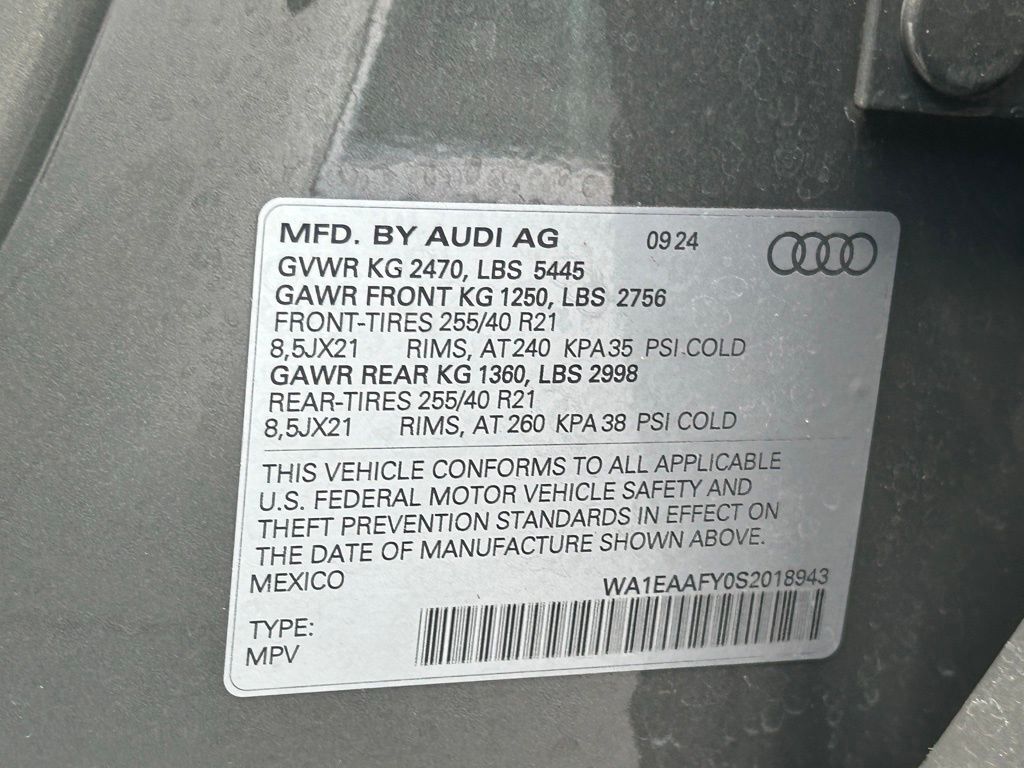 MFD. BY AUDI AG 09 24
GVWR KG 2470, LBS 5445
GAWR FRONT KG 1250, LBS 2756
FRONT-TIRES 255/40 R21
8,5JX21 RIMS, AT 240 KPA 35 PSI COLD
GAWR REAR KG 1360, LBS 2998
REAR-TIRES 255/40 R21
8,5JX21 RIMS, AT 260 KPA 38 PSI COLD
THIS VEHICLE CONFORMS TO ALL APPLICABLE
U.S. FEDERAL MOTOR VEHICLE SAFETY AND
THEFT PREVENTION STANDARDS IN EFFECT ON
THE DATE OF MANUFACTURE SHOWN ABOVE.
MEXICO WA1EAAFY0S2018943
TYPE:
MPV